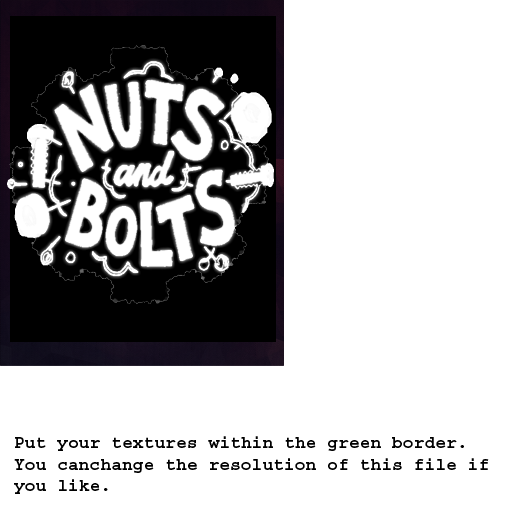 NUTS
and
BOLTS
Put your textures within the green border.
You canchange the resolution of this file if
you like.